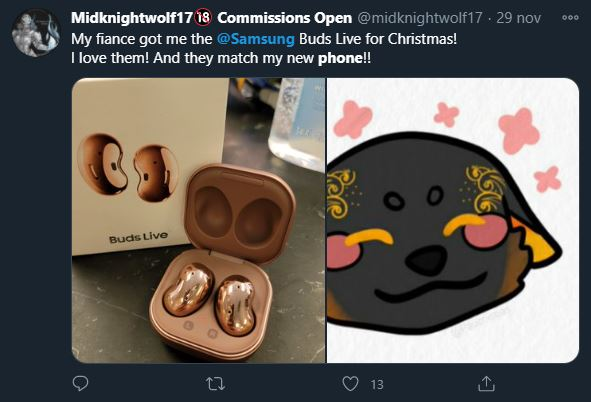 Midknightwolf17🔞 Commissions Open @midknightwolf17 · 29 nov
My fiance got me the @Samsung Buds Live for Christmas!
I love them! And they match my new phone!!
Buds Live
L R
13